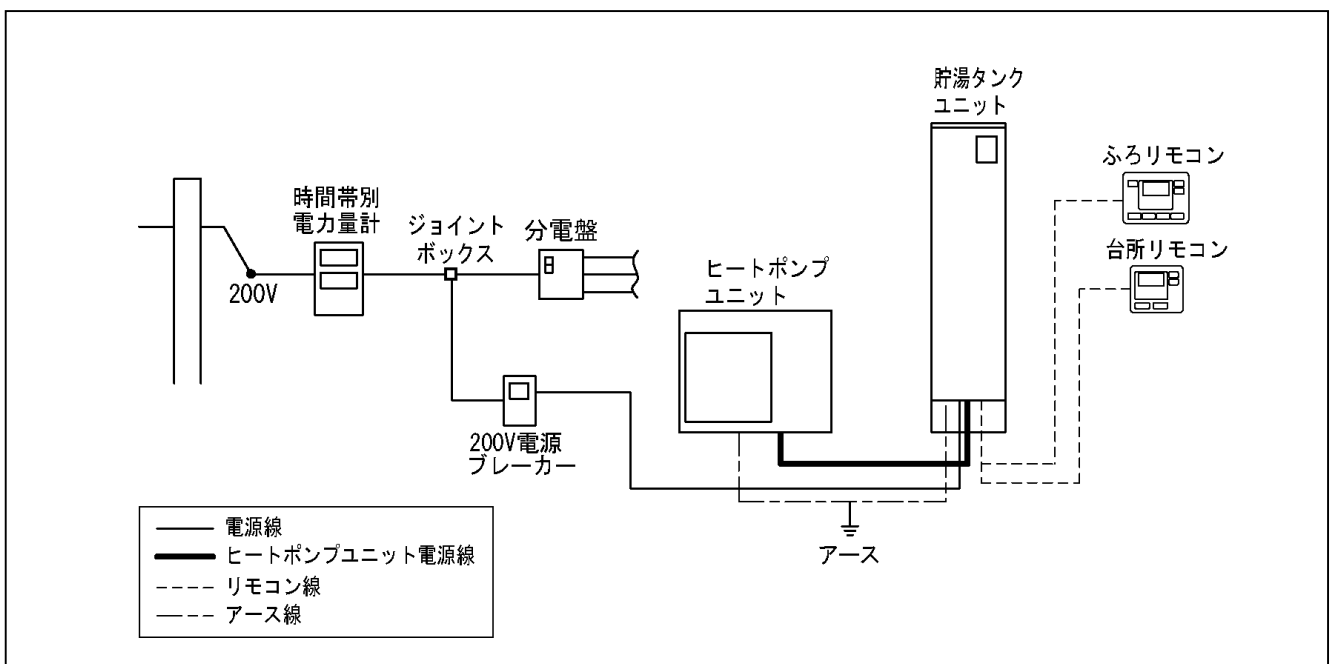 貯湯タンク
ユニット
ふろリモコン
時間帯別
電力量計
ジョイント
ボックス
分電盤
台所リモコン
200V
ヒートポンプ
ユニット
200V電源
ブレーカー
アース
電源線
ヒートポンプユニット電源線
リモコン線
アース線